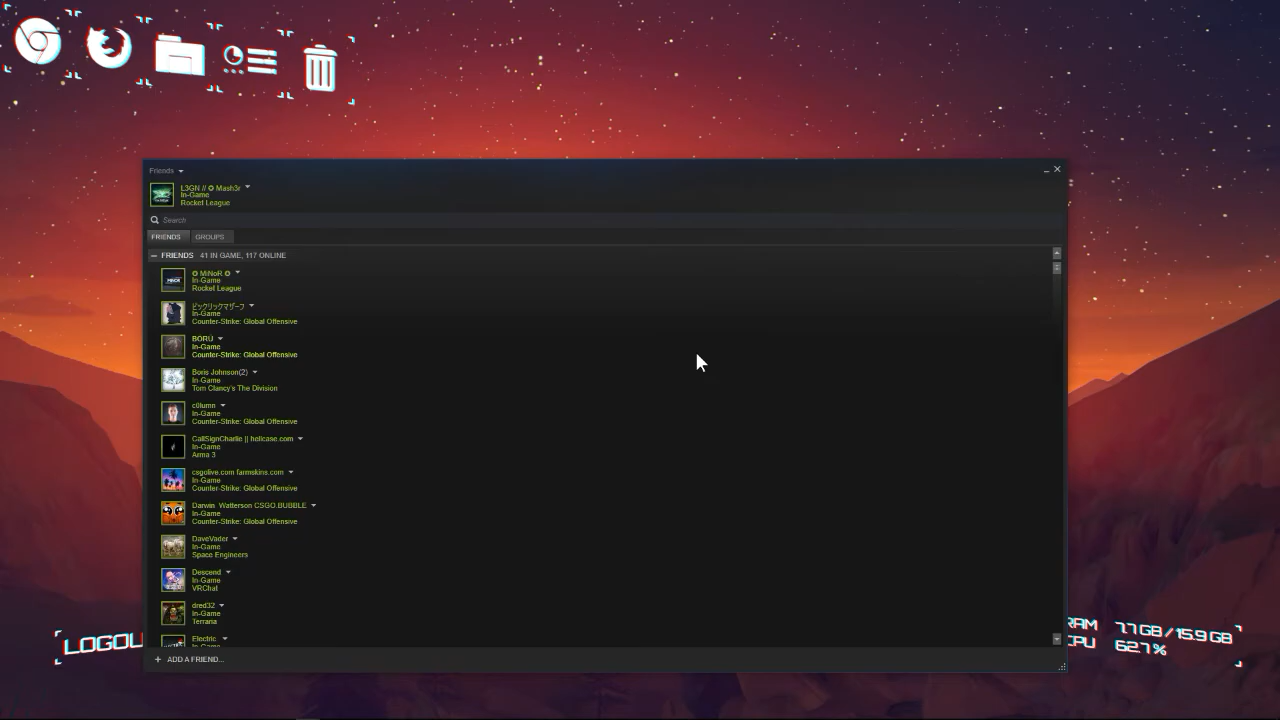 Friends
L3GN // ✪ Mash3r
In-Game
Rocket League
Search
FRIENDS GROUPS
FRIENDS 41 IN GAME, 117 ONLINE
✪ MiNoR ✪
In-Game
Rocket League
ビックリックマザーフ
In-Game
Counter-Strike: Global Offensive
BÖRÜ
In-Game
Counter-Strike: Global Offensive
Boris Johnson(2)
In-Game
Tom Clancy's The Division
c0lumn
In-Game
Counter-Strike: Global Offensive
CallSignCharlie || hellcase.com
In-Game
Arma 3
csgolive.com farmskins.com
In-Game
Counter-Strike: Global Offensive
Darwin Watterson CSGO.BUBBLE
In-Game
Counter-Strike: Global Offensive
DaveVader
In-Game
Space Engineers
Descend
In-Game
VRChat
dred32
In-Game
Terraria
Electric
In-Game
+ ADD A FRIEND...
LOGOU
RAM 7.7 GB / 15.9 GB
CPU 62.7%